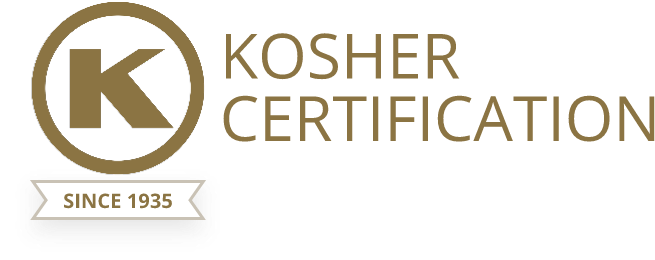 K
KOSHER
CERTIFICATION
SINCE 1935